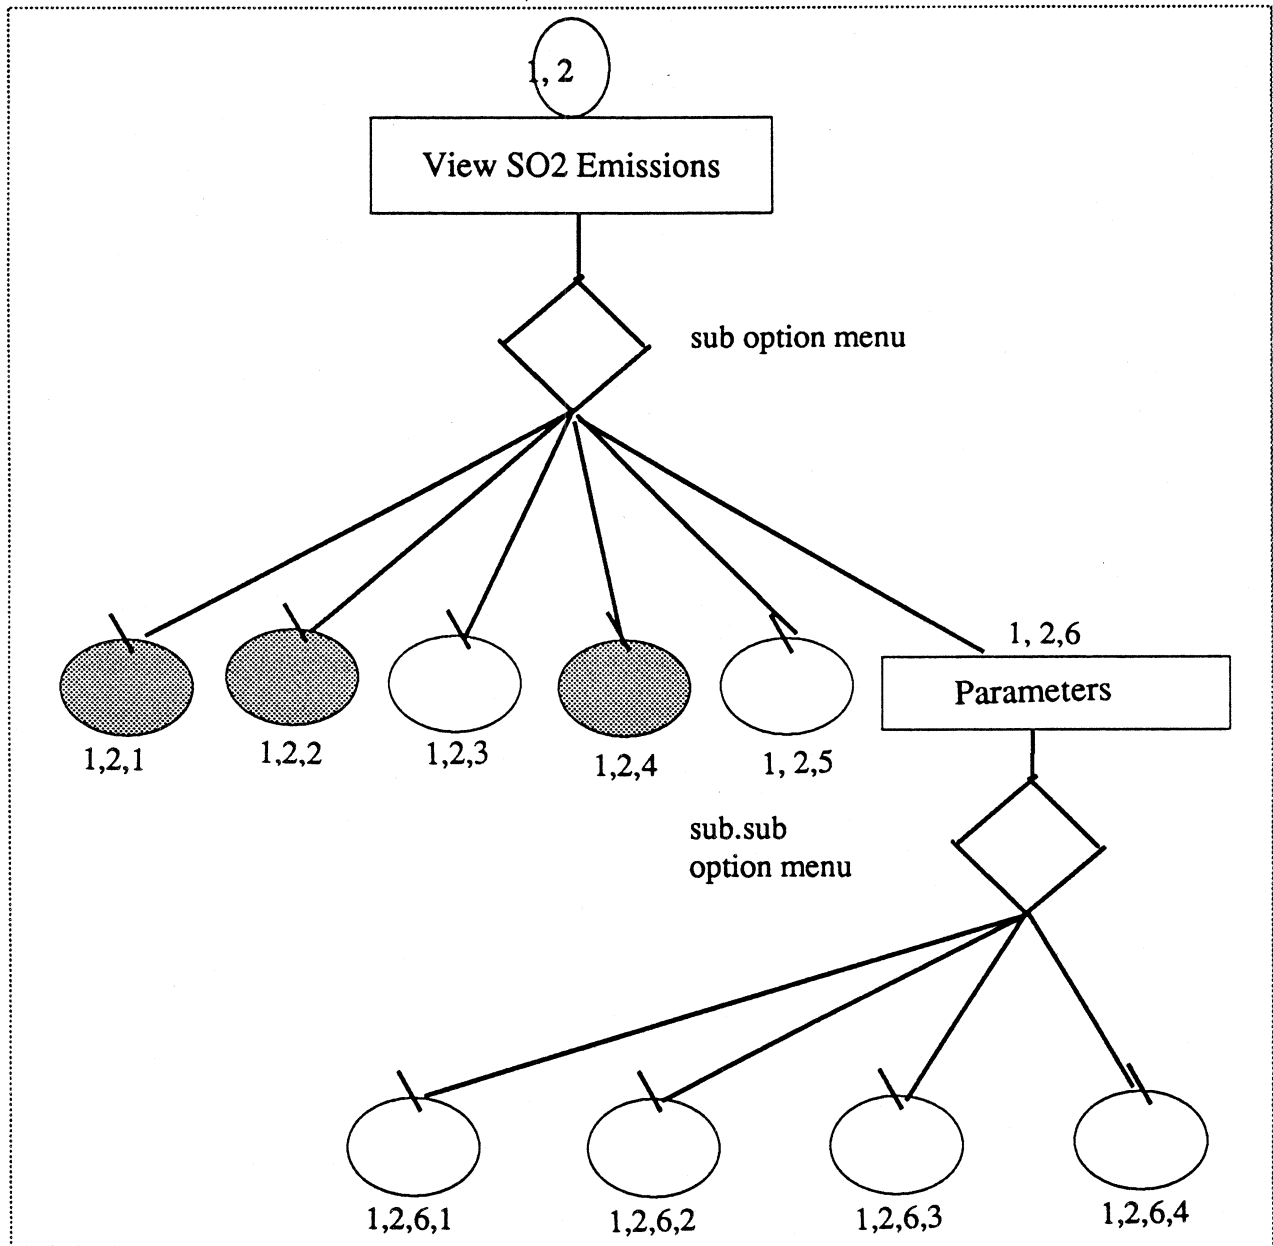 1, 2
View SO2 Emissions
sub option menu
1, 2,6
Parameters
1,2,1
1,2,2
1,2,3
1,2,4
1, 2,5
sub.sub
option menu
1,2,6,1
1,2,6,2
1,2,6,3
1,2,6,4